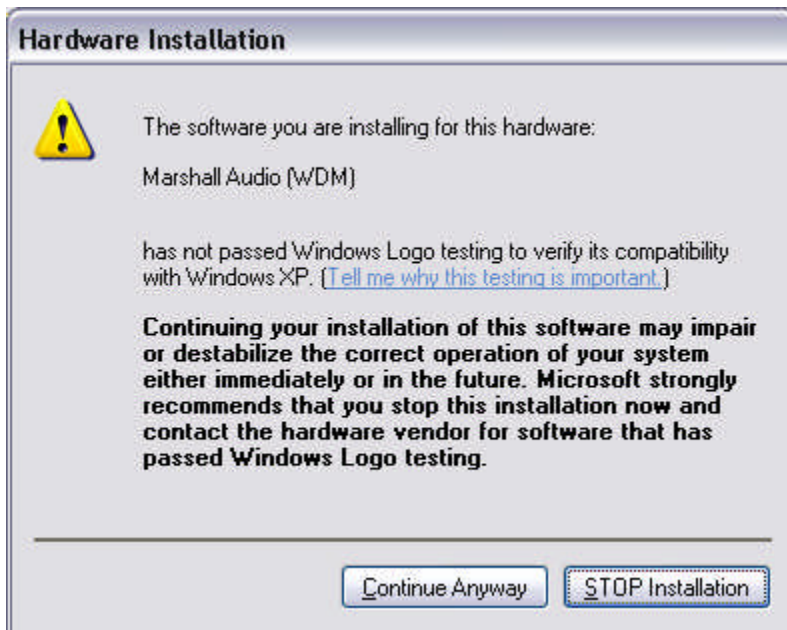 Hardware Installation
The software you are installing for this hardware:
Marshall Audio (WDM)
has not passed Windows Logo testing to verify its compatibility
with Windows XP. (Tell me why this testing is important.)
Continuing your installation of this software may impair
or destabilize the correct operation of your system
either immediately or in the future. Microsoft strongly
recommends that you stop this installation now and
contact the hardware vendor for software that has
passed Windows Logo testing.
Continue Anyway STOP Installation